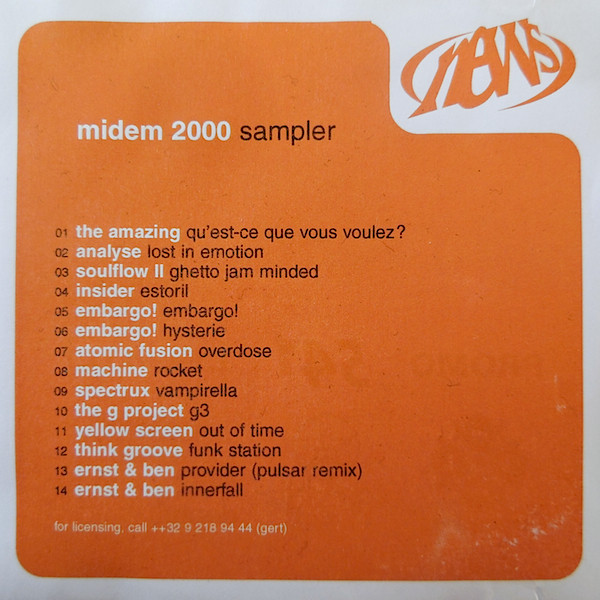 news
midem 2000 sampler
01 the amazing qu'est-ce que vous voulez?
02 analyse lost in emotion
03 soulflow II ghetto jam minded
04 insider estoril
05 embargo! embargo!
06 embargo! hysterie
07 atomic fusion overdose
08 machine rocket
09 spectrux vampirella
10 the g project g3
11 yellow screen out of time
12 think groove funk station
13 ernst & ben provider (pulsar remix)
14 ernst & ben innerfall
for licensing, call ++32 9 218 94 44 (gert)